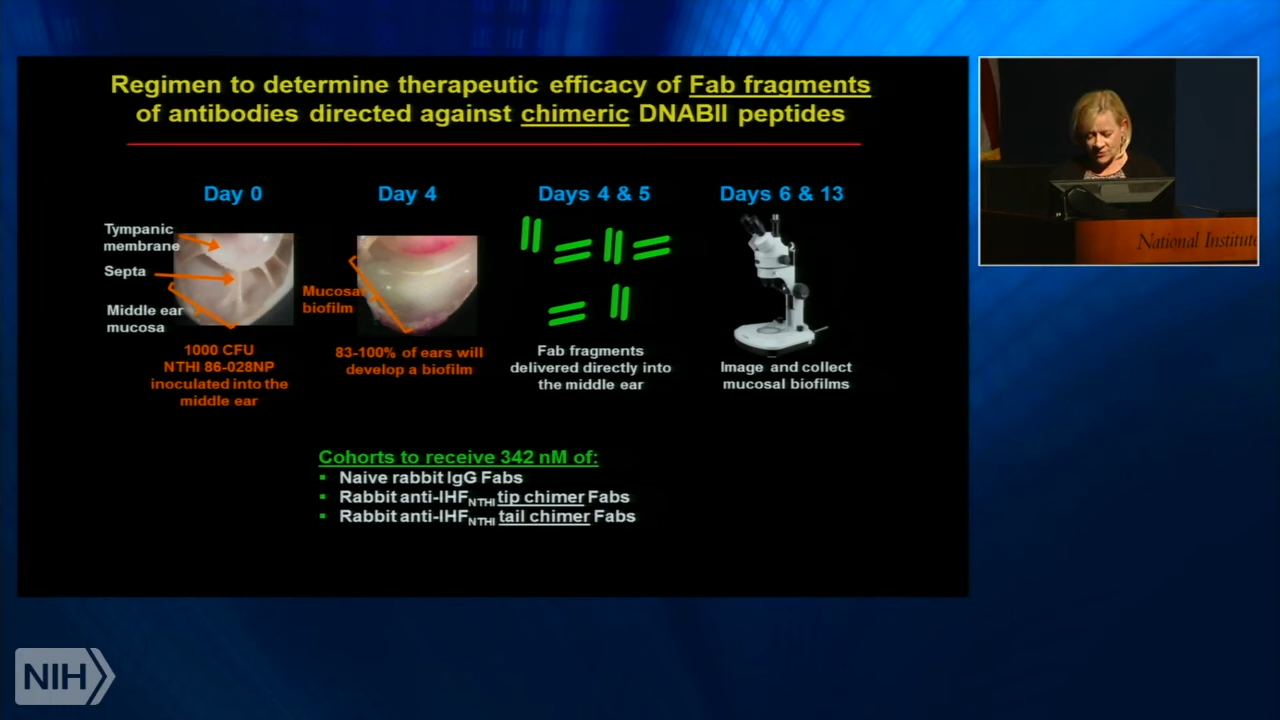 Regimen to determine therapeutic efficacy of Fab fragments
of antibodies directed against chimeric DNABII peptides
Day 0
Day 4
Days 4 & 5
Days 6 & 13
Tympanic
membrane
Septa
Middle ear
mucosa
Mucosal
biofilm
1000 CFU
NTHI 86-028NP
inoculated into the
middle ear
83-100% of ears will
develop a biofilm
Fab fragments
delivered directly into
the middle ear
Image and collect
mucosal biofilms
Cohorts to receive 342 nM of:
▪ Naive rabbit IgG Fabs
▪ Rabbit anti-IHFNTHI tip chimer Fabs
▪ Rabbit anti-IHFNTHI tail chimer Fabs
National Institute
NIH